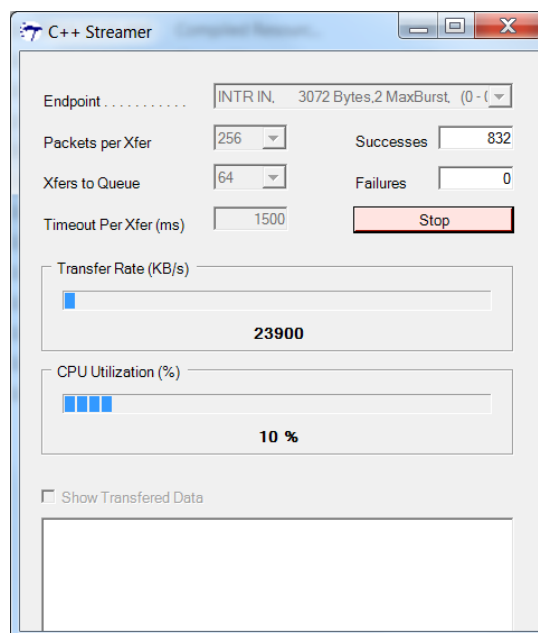 C++ Streamer
Endpoint . . . . . . . . . . . INTR IN, 3072 Bytes,2 MaxBurst, (0 - (
Packets per Xfer 256 Successes 832
Xfers to Queue 64 Failures 0
Timeout Per Xfer (ms) 1500 Stop
Transfer Rate (KB/s)
23900
CPU Utilization (%)
10 %
Show Transfered Data